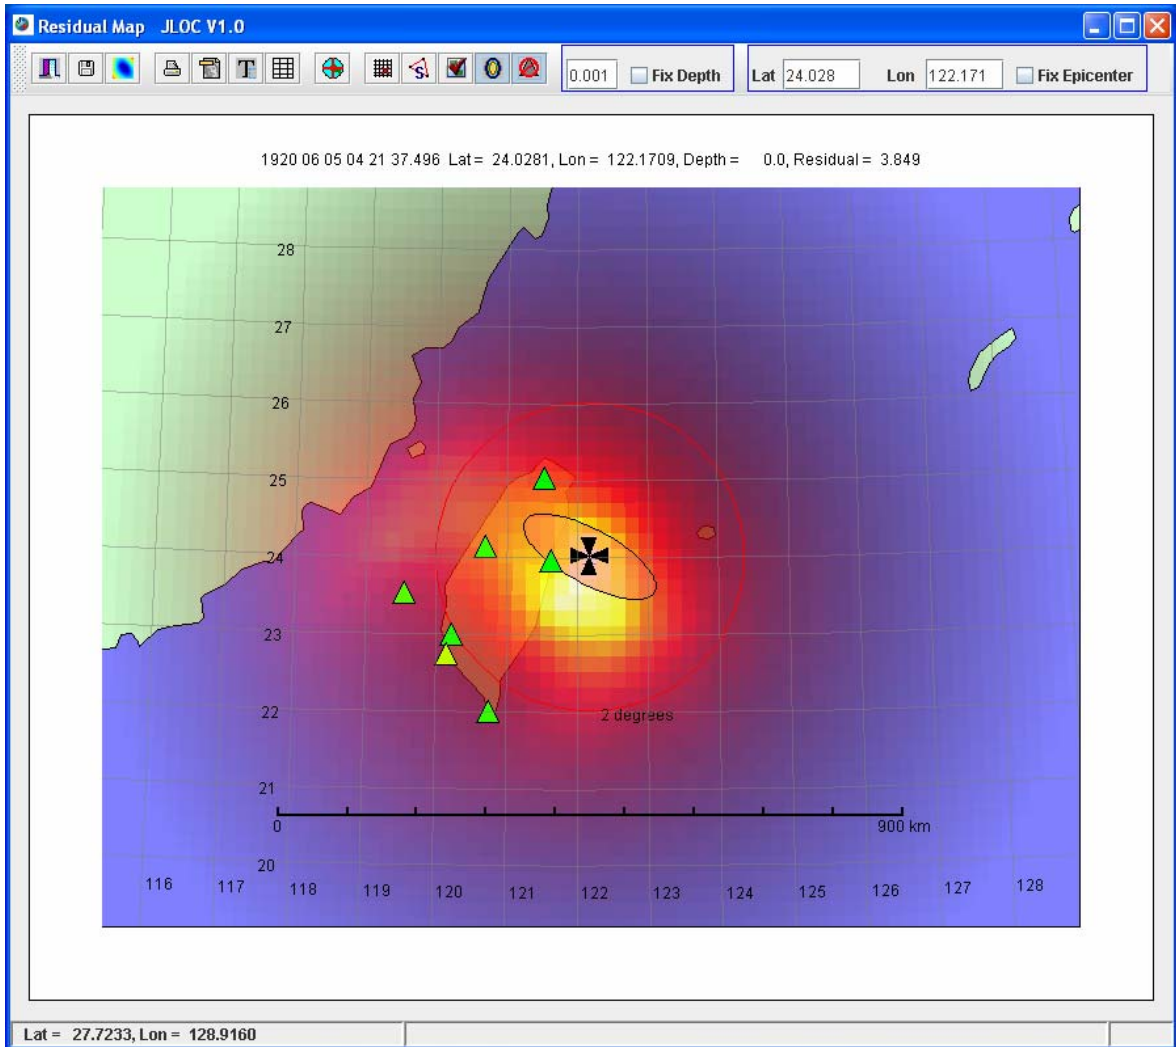 Residual Map JLOC V1.0
T S 0.001 Fix Depth Lat 24.028 Lon 122.171 Fix Epicenter
1920 06 05 04 21 37.496 Lat = 24.0281, Lon = 122.1709, Depth = 0.0, Residual = 3.849
28
27
26
25
24
23
22
2 degrees
21
0 900 km
20
116 117 118 119 120 121 122 123 124 125 126 127 128
Lat = 27.7233, Lon = 128.9160